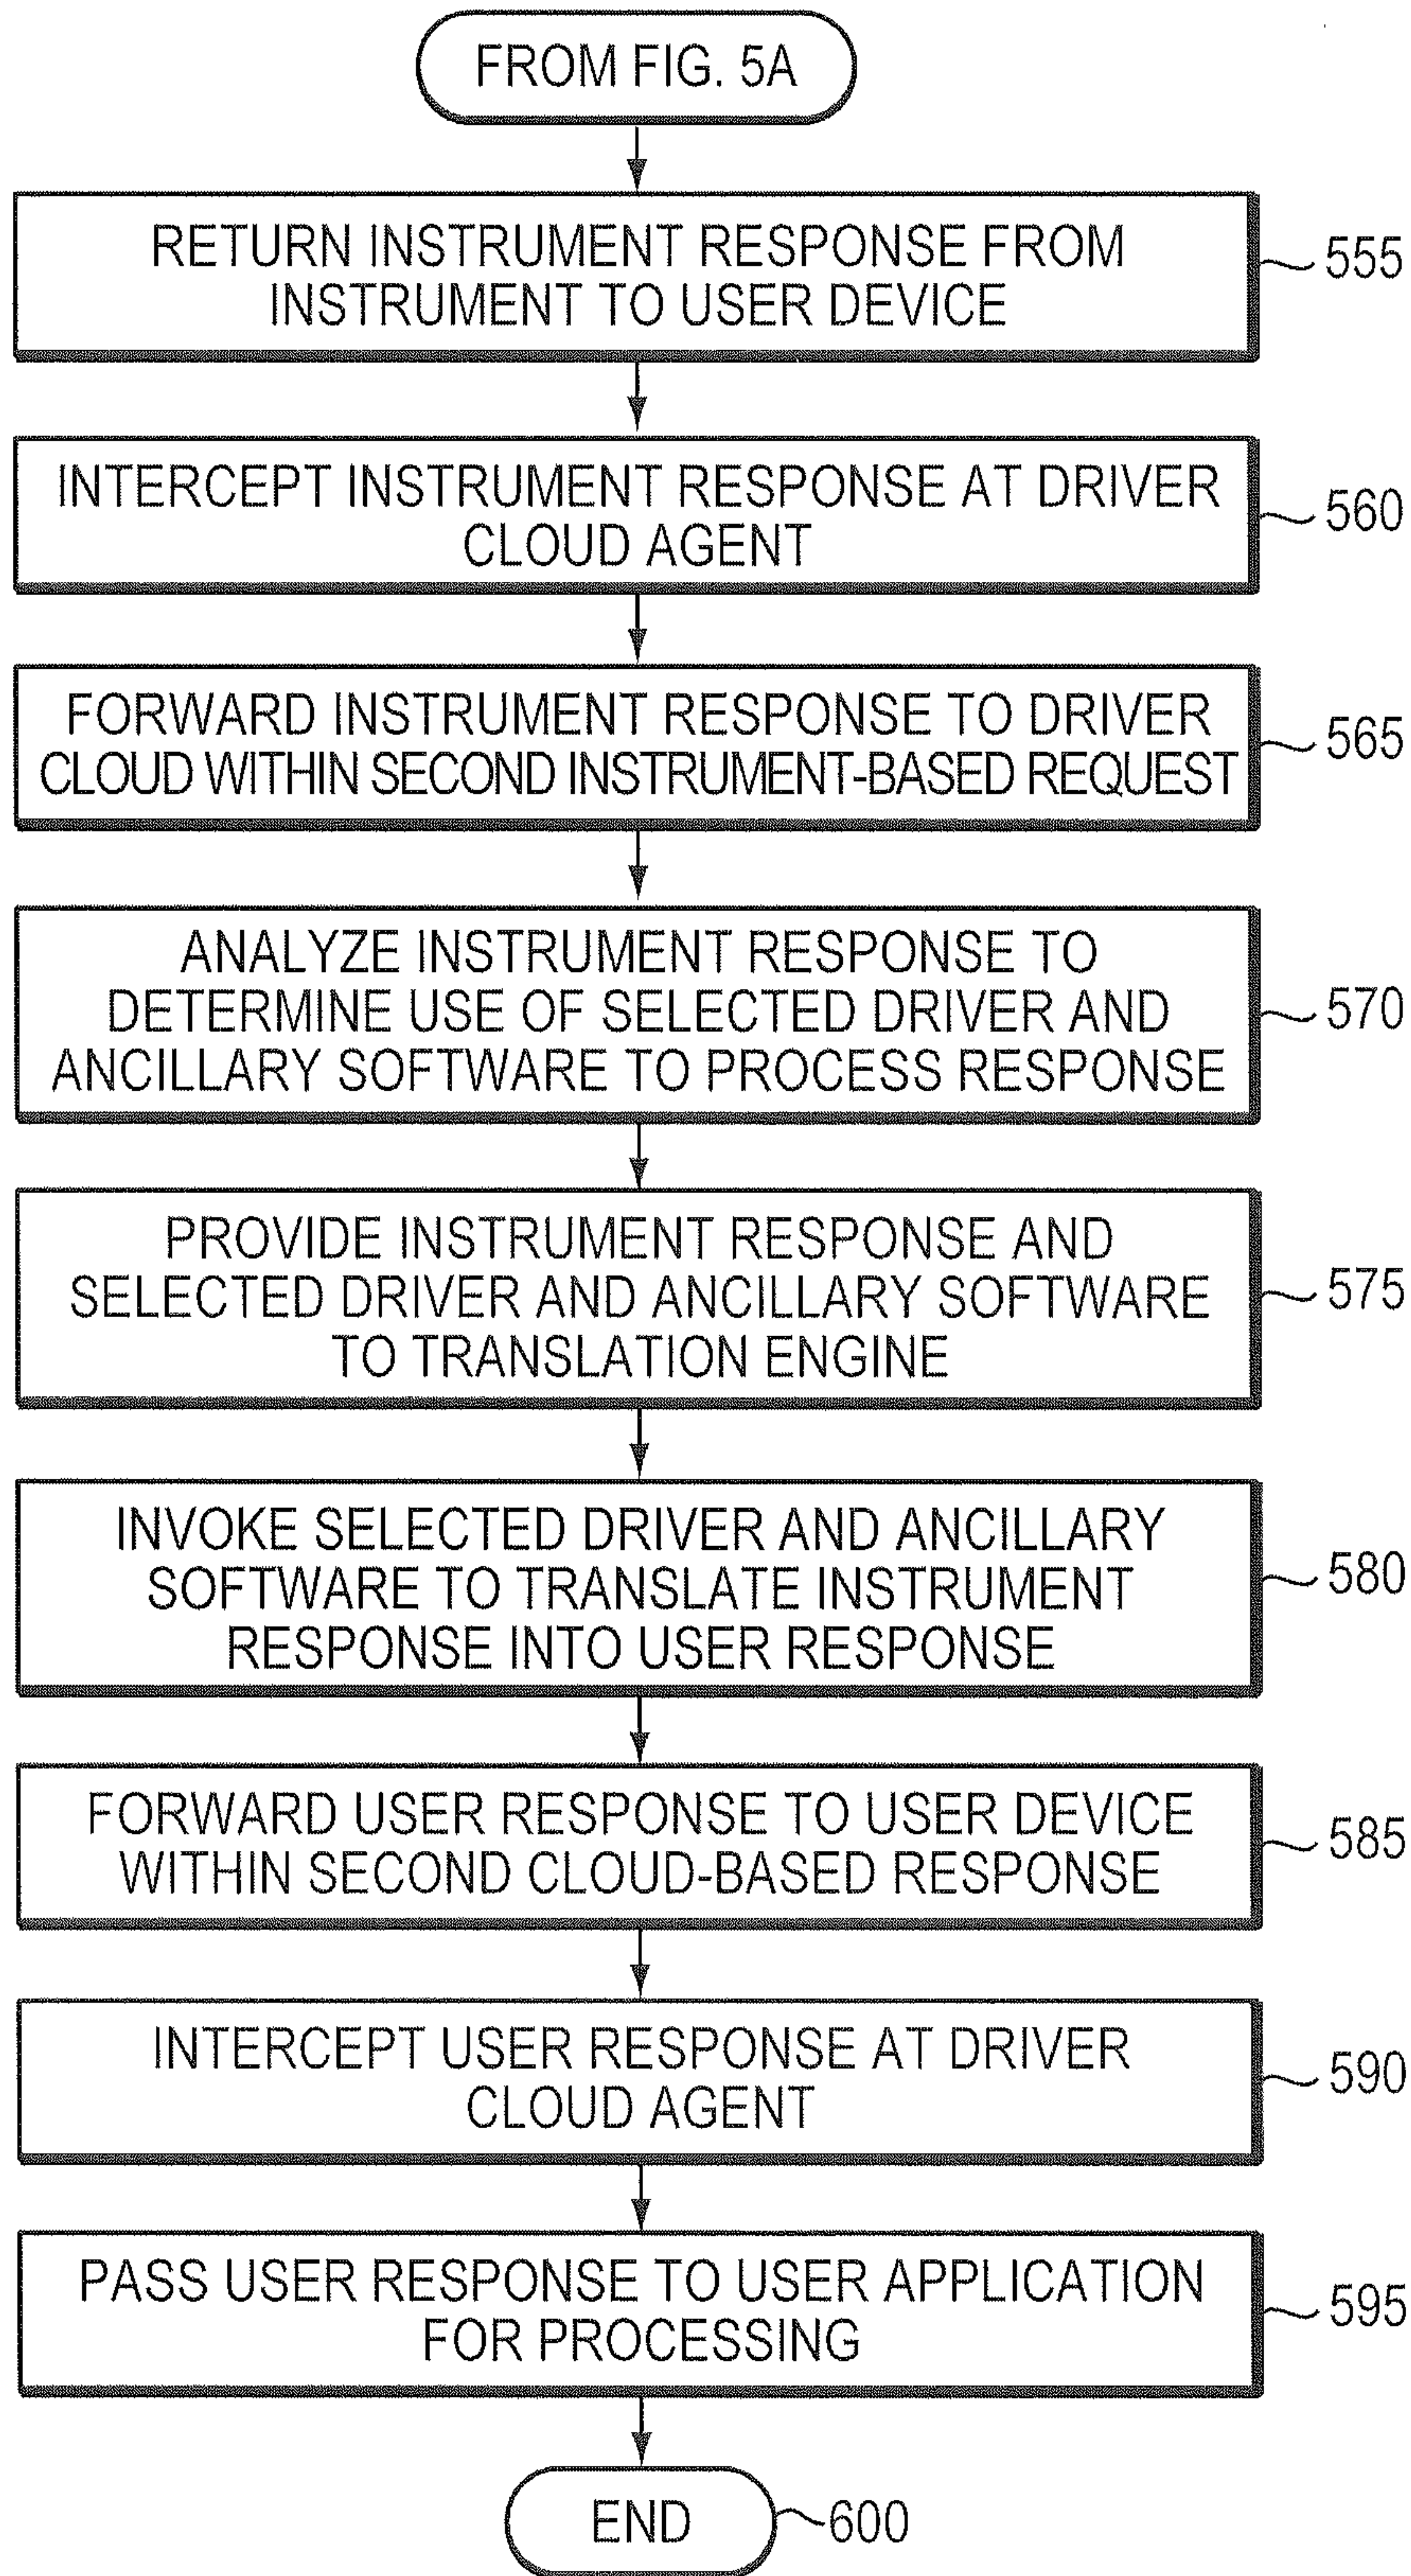 FROM FIG. 5A
RETURN INSTRUMENT RESPONSE FROM
INSTRUMENT TO USER DEVICE
555
INTERCEPT INSTRUMENT RESPONSE AT DRIVER
CLOUD AGENT
560
FORWARD INSTRUMENT RESPONSE TO DRIVER
CLOUD WITHIN SECOND INSTRUMENT-BASED REQUEST
565
ANALYZE INSTRUMENT RESPONSE TO
DETERMINE USE OF SELECTED DRIVER AND
ANCILLARY SOFTWARE TO PROCESS RESPONSE
570
PROVIDE INSTRUMENT RESPONSE AND
SELECTED DRIVER AND ANCILLARY SOFTWARE
TO TRANSLATION ENGINE
575
INVOKE SELECTED DRIVER AND ANCILLARY
SOFTWARE TO TRANSLATE INSTRUMENT
RESPONSE INTO USER RESPONSE
580
FORWARD USER RESPONSE TO USER DEVICE
WITHIN SECOND CLOUD-BASED RESPONSE
585
INTERCEPT USER RESPONSE AT DRIVER
CLOUD AGENT
590
PASS USER RESPONSE TO USER APPLICATION
FOR PROCESSING
595
END
600